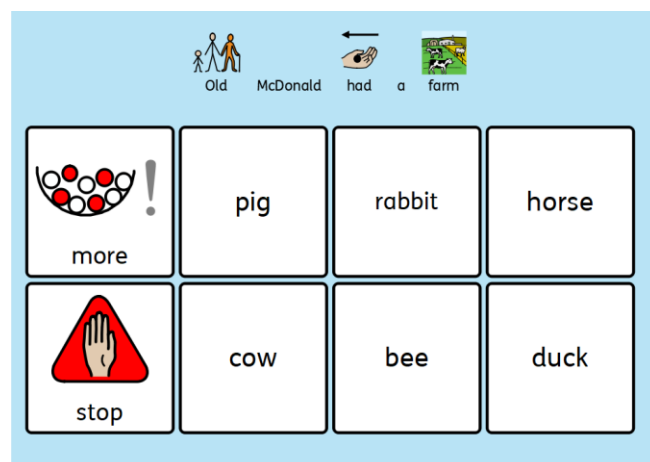 Old McDonald had a farm
more pig rabbit horse
stop cow bee duck